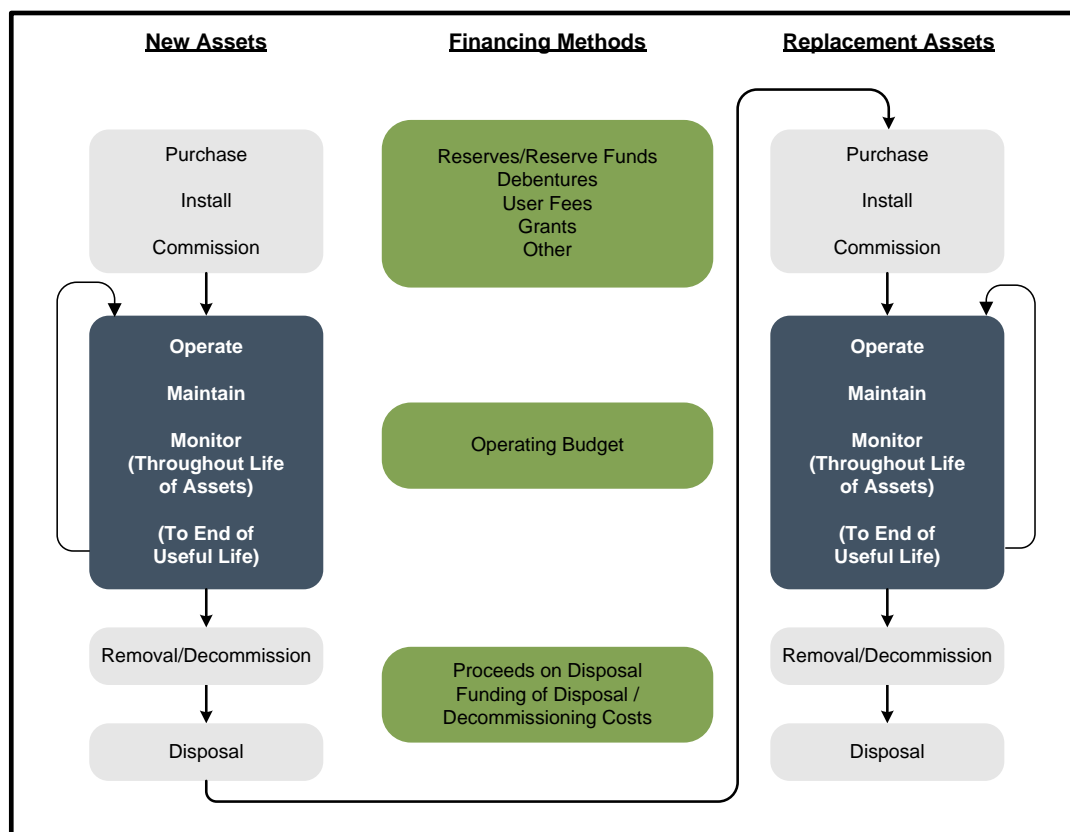 New Assets
Financing Methods
Replacement Assets
Purchase
Install
Commission
Reserves/Reserve Funds
Debentures
User Fees
Grants
Other
Purchase
Install
Commission
Operate
Maintain
Monitor
(Throughout Life
of Assets)
(To End of
Useful Life)
Operating Budget
Operate
Maintain
Monitor
(Throughout Life
of Assets)
(To End of
Useful Life)
Removal/Decommission
Proceeds on Disposal
Funding of Disposal /
Decommissioning Costs
Removal/Decommission
Disposal
Disposal